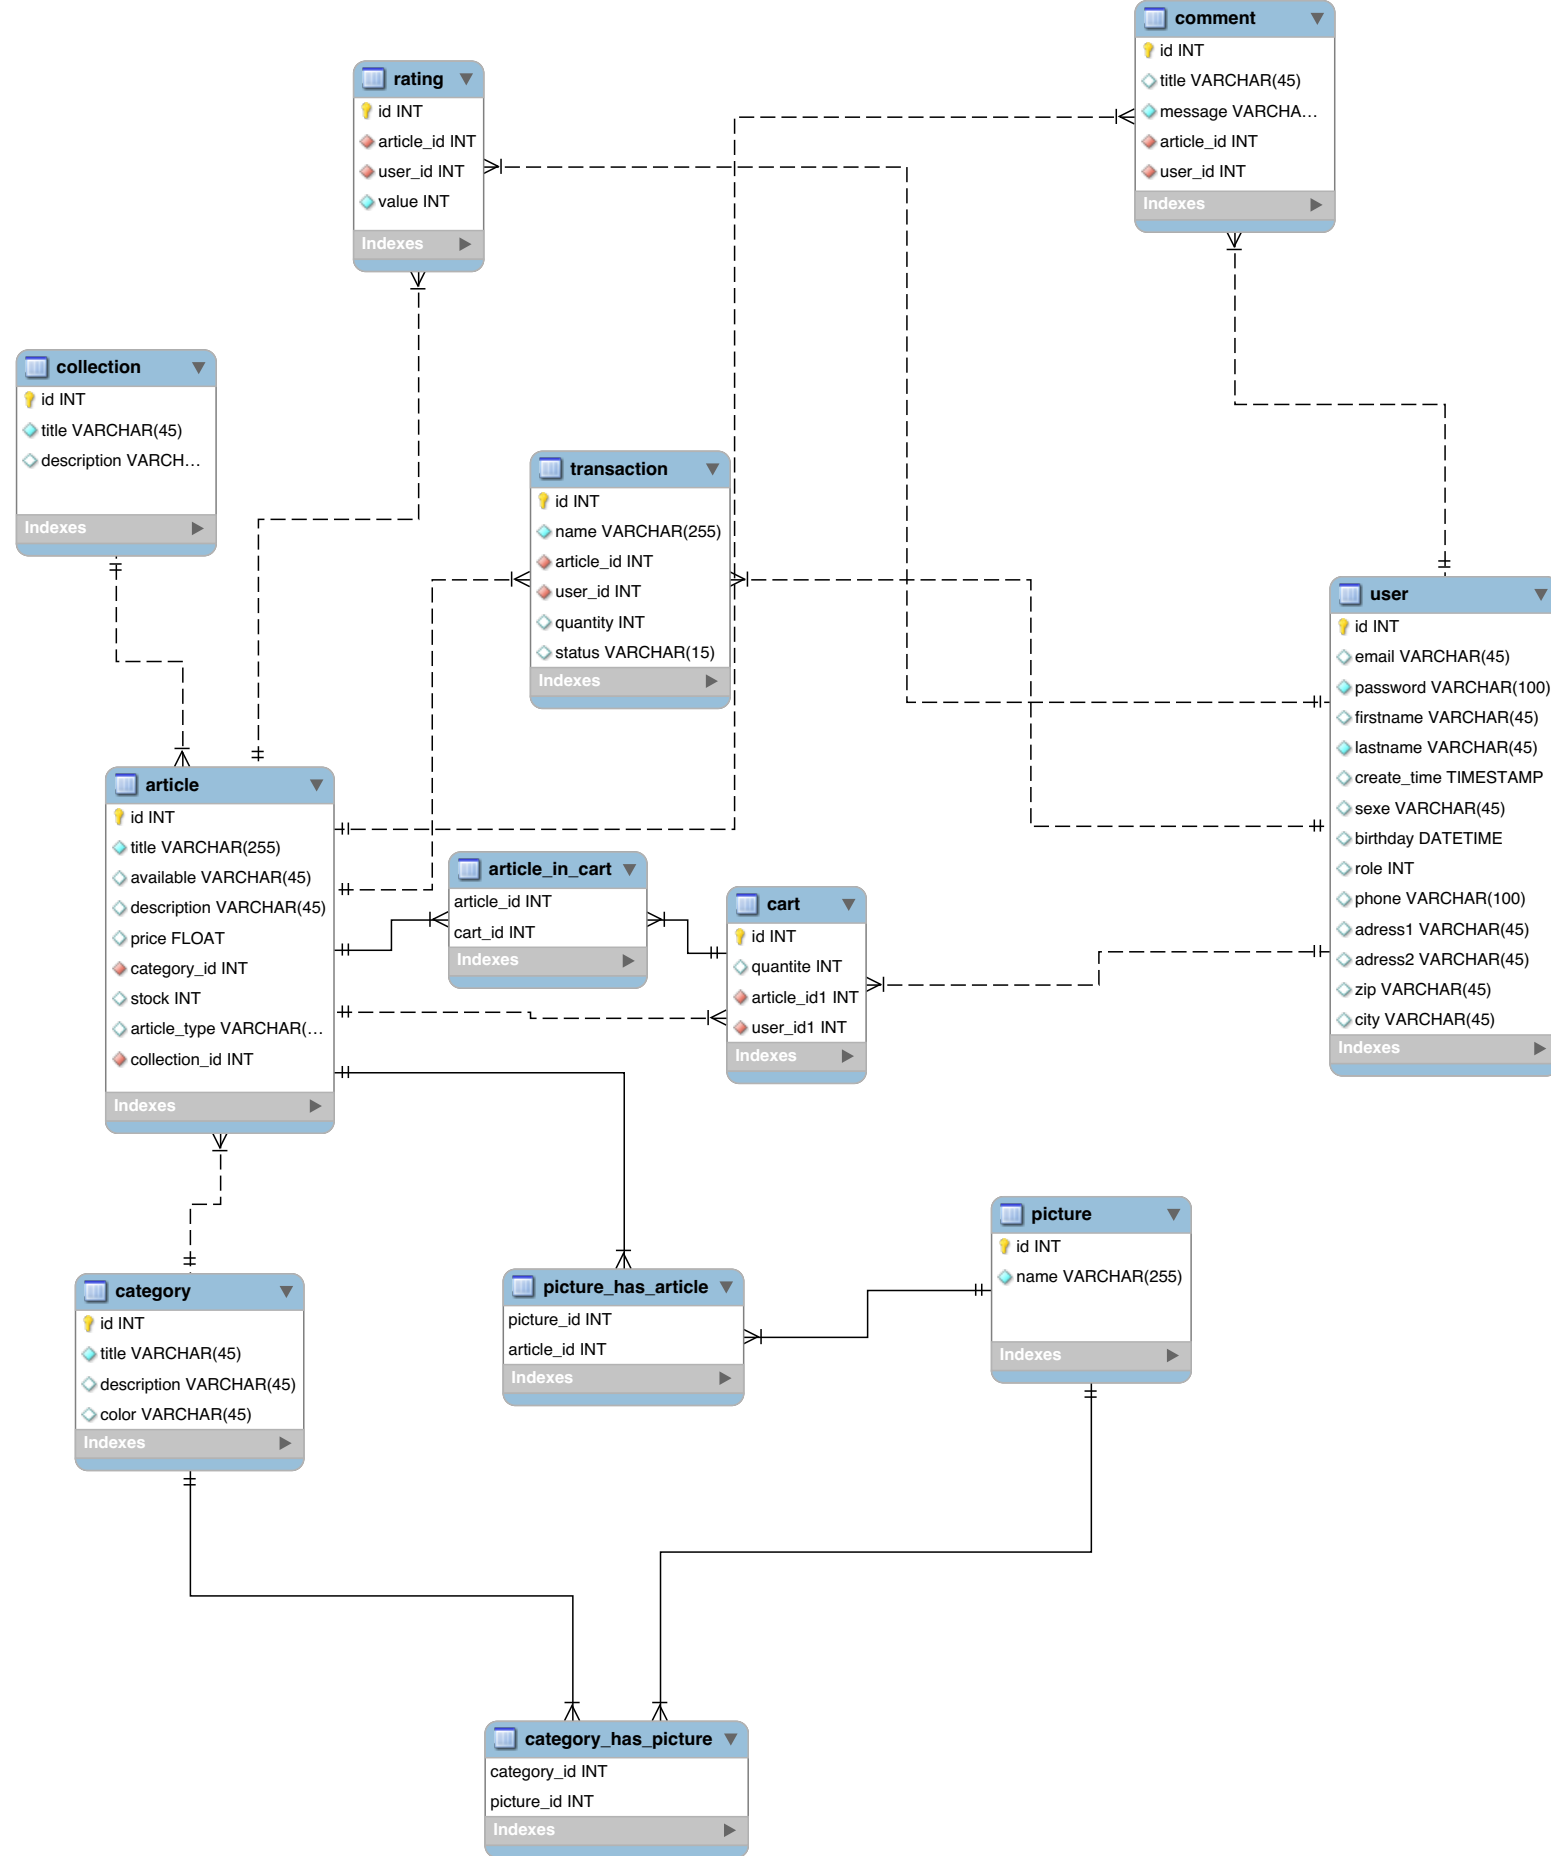 comment
id INT
title VARCHAR(45)
message VARCHA...
article_id INT
user_id INT
Indexes
rating
id INT
article_id INT
user_id INT
value INT
Indexes
collection
id INT
title VARCHAR(45)
description VARCH...
Indexes
transaction
id INT
name VARCHAR(255)
article_id INT
user_id INT
quantity INT
status VARCHAR(15)
Indexes
user
id INT
email VARCHAR(45)
password VARCHAR(100)
firstname VARCHAR(45)
lastname VARCHAR(45)
create_time TIMESTAMP
sexe VARCHAR(45)
birthday DATETIME
role INT
phone VARCHAR(100)
adress1 VARCHAR(45)
adress2 VARCHAR(45)
zip VARCHAR(45)
city VARCHAR(45)
Indexes
article
id INT
title VARCHAR(255)
available VARCHAR(45)
description VARCHAR(45)
price FLOAT
category_id INT
stock INT
article_type VARCHAR(...
collection_id INT
Indexes
article_in_cart
article_id INT
cart_id INT
Indexes
cart
id INT
quantite INT
article_id1 INT
user_id1 INT
Indexes
picture
id INT
name VARCHAR(255)
Indexes
category
id INT
title VARCHAR(45)
description VARCHAR(45)
color VARCHAR(45)
Indexes
picture_has_article
picture_id INT
article_id INT
Indexes
category_has_picture
category_id INT
picture_id INT
Indexes